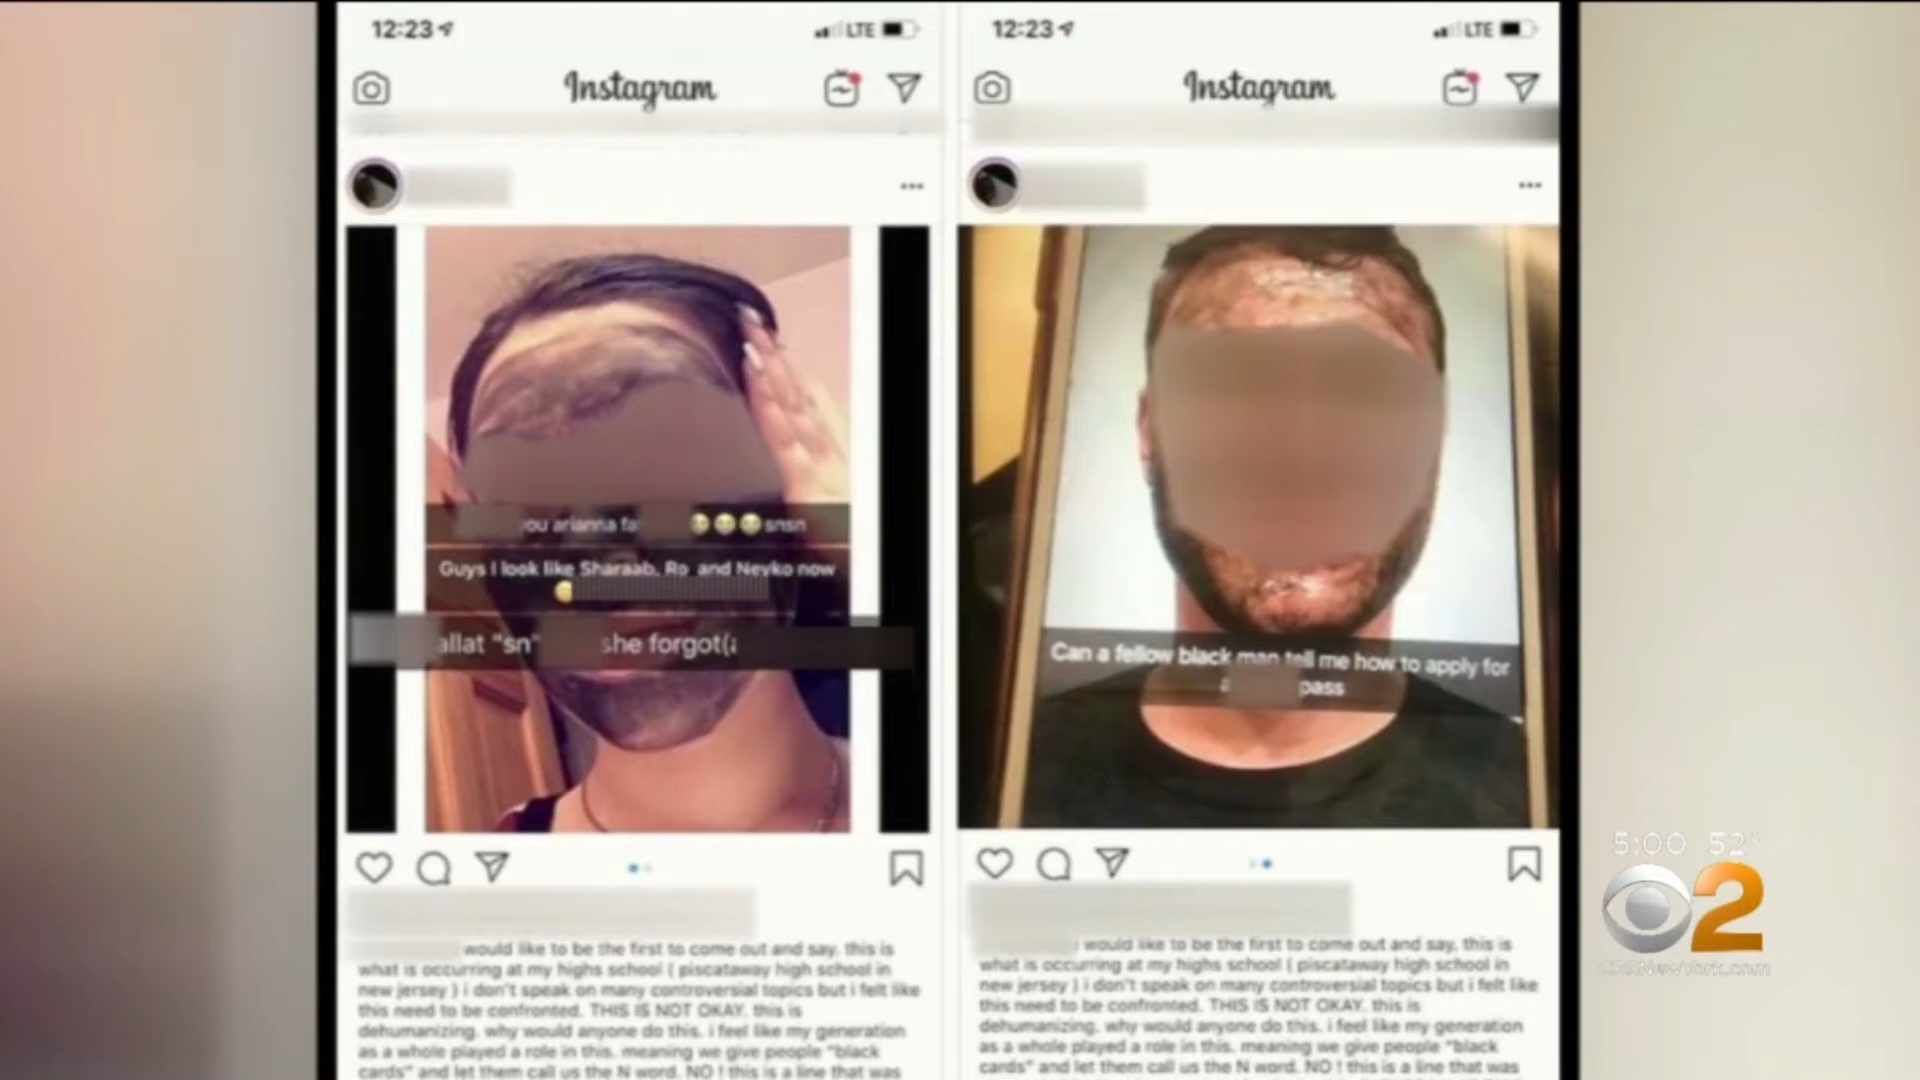 12:23
LTE
Instagram
ou arianna fa snsn
Guys I look like Sharaab, Ro and Neyko now
allat "sn" she forgot(
would like to be the first to come out and say, this is
what is occurring at my highs school ( piscataway high school in
new jersey ) i don't speak on many controversial topics but i felt like
this need to be confronted. THIS IS NOT OKAY. this is
dehumanizing. why would anyone do this. i feel like my generation
as a whole played a role in this. meaning we give people "black
cards" and let them call us the N word. NO ! this is a line that was
12:23
LTE
Instagram
Can a fellow black man tell me how to apply for
a pass
would like to be the first to come out and say, this is
what is occurring at my highs school ( piscataway high school in
new jersey ) i don't speak on many controversial topics but i felt like
this need to be confronted. THIS IS NOT OKAY. this is
dehumanizing. why would anyone do this. i feel like my generation
as a whole played a role in this. meaning we give people "black
cards" and let them call us the N word. NO ! this is a line that was
5:00 52°
2
CBSNewYork.com